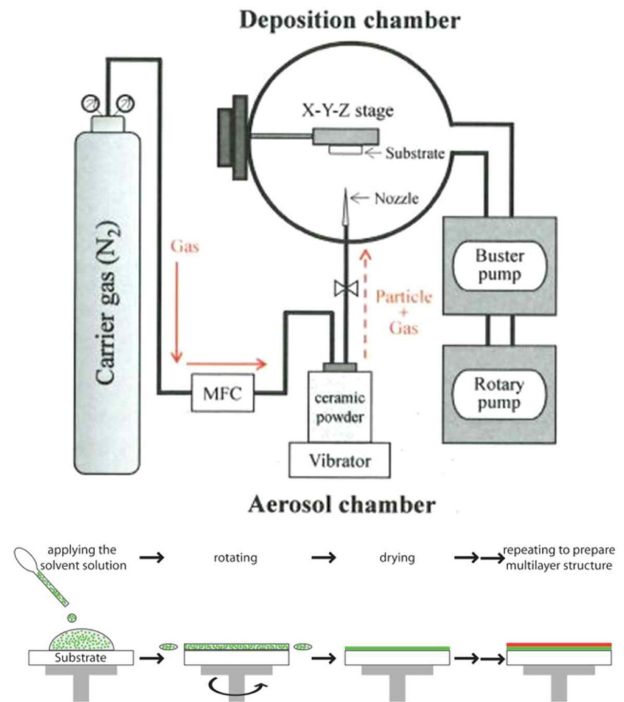 Deposition chamber
X-Y-Z stage
Substrate
Nozzle
Carrier gas (N₂)
Gas
Particle
+
Gas
Buster
pump
MFC
ceramic
powder
Rotary
pump
Vibrator
Aerosol chamber
applying the
solvent solution
rotating
drying
repeating to prepare
multilayer structure
Substrate